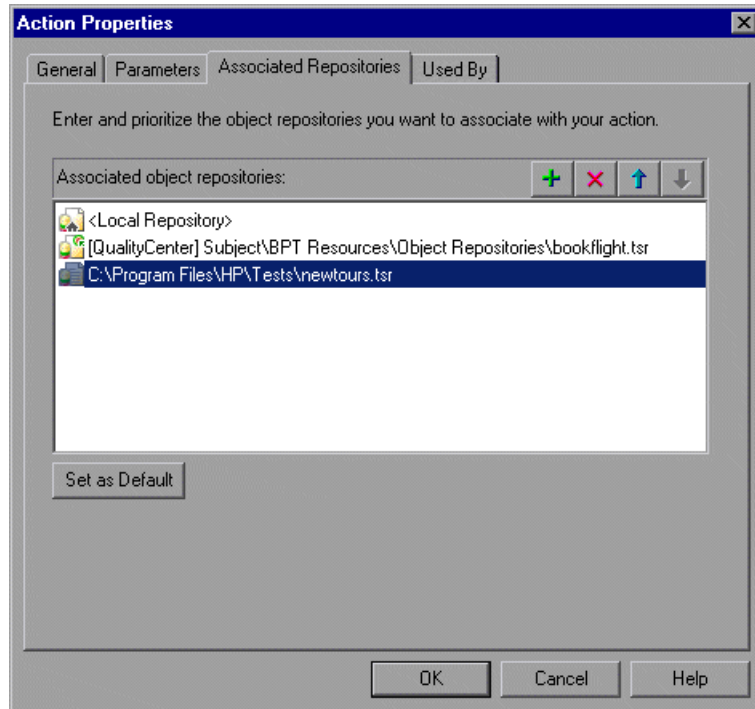 Action Properties
General Parameters Associated Repositories Used By
Enter and prioritize the object repositories you want to associate with your action.
Associated object repositories:
<Local Repository>
[QualityCenter] Subject\BPT Resources\Object Repositories\bookflight.tsr
C:\Program Files\HP\Tests\newtours.tsr
Set as Default
OK Cancel Help